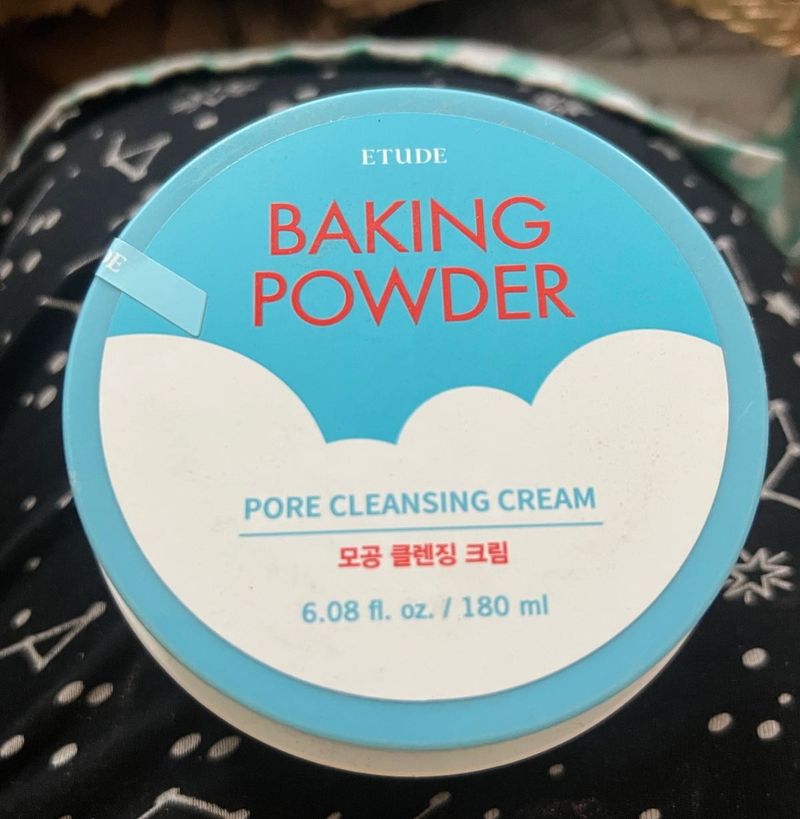 ETUDE
BAKING
POWDER
PORE CLEANSING CREAM
모공 클렌징 크림
6.08 fl. oz. / 180 ml